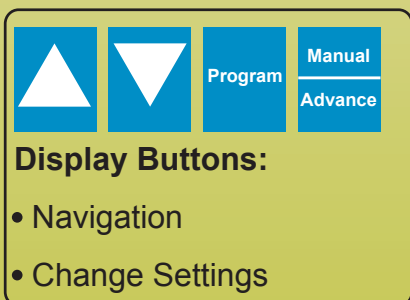 Program
Manual
Advance
Display Buttons:
• Navigation
• Change Settings